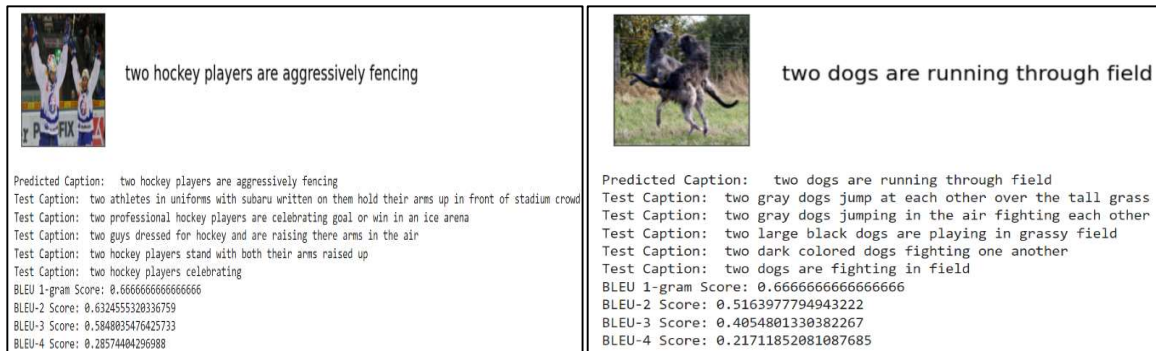 two hockey players are aggressively fencing
Predicted Caption: two hockey players are aggressively fencing
Test Caption: two athletes in uniforms with subaru written on them hold their arms up in front of stadium crowd
Test Caption: two professional hockey players are celebrating goal or win in an ice arena
Test Caption: two guys dressed for hockey and are raising there arms in the air
Test Caption: two hockey players stand with both their arms raised up
Test Caption: two hockey players celebrating
BLEU 1-gram Score: 0.6666666666666666
BLEU-2 Score: 0.6324555320336759
BLEU-3 Score: 0.5848035476425733
BLEU-4 Score: 0.28574404296988
two dogs are running through field
Predicted Caption: two dogs are running through field
Test Caption: two gray dogs jump at each other over the tall grass
Test Caption: two gray dogs jumping in the air fighting each other
Test Caption: two large black dogs are playing in grassy field
Test Caption: two dark colored dogs fighting one another
Test Caption: two dogs are fighting in field
BLEU 1-gram Score: 0.6666666666666666
BLEU-2 Score: 0.5163977794943222
BLEU-3 Score: 0.4054801330382267
BLEU-4 Score: 0.21711852081087685